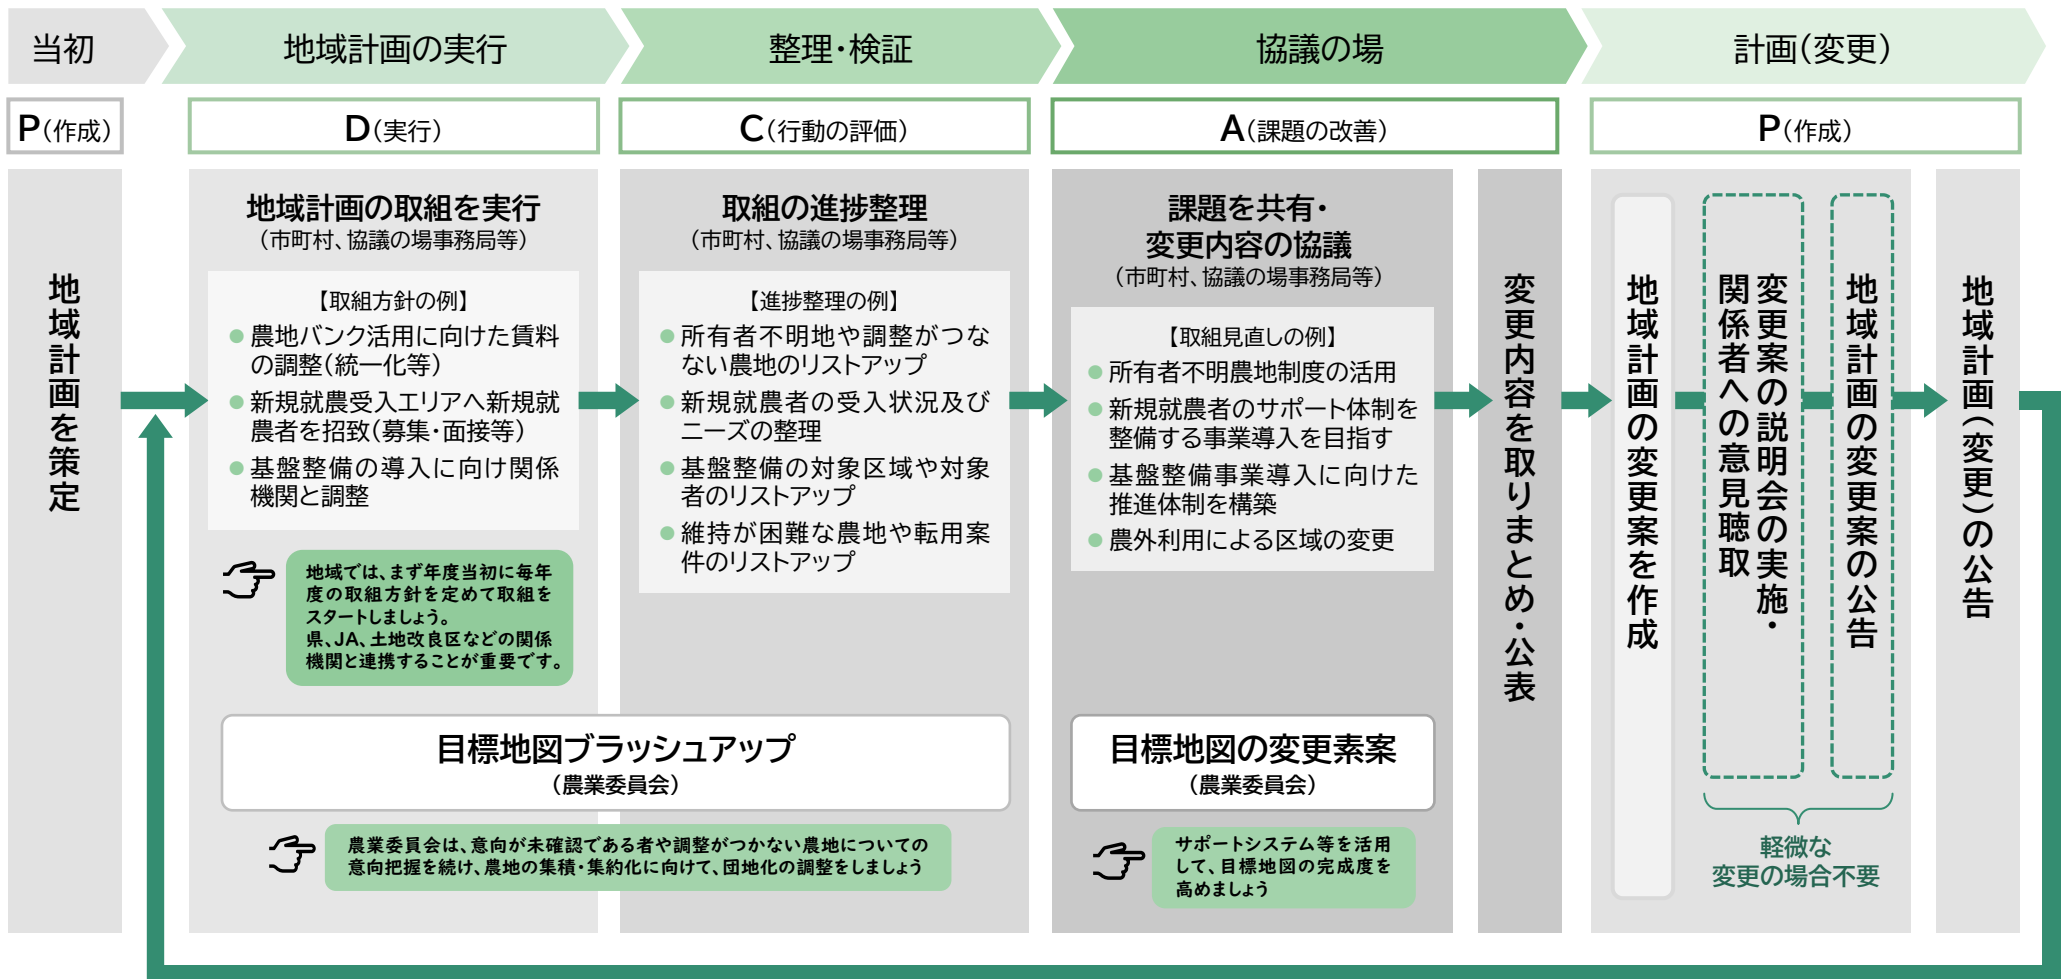 当初
地域計画の実行
整理・検証
協議の場
計画(変更)
P(作成)
D(実行)
C(行動の評価)
A(課題の改善)
P(作成)
地域計画を策定
地域計画の取組を実行
(市町村、協議の場事務局等)
【取組方針の例】
●農地バンク活用に向けた賃料
の調整(統一化等)
●新規就農受入エリアへ新規就
農者を招致(募集・面接等)
●基盤整備の導入に向け関係
機関と調整
地域では、まず年度当初に毎年
度の取組方針を定めて取組を
スタートしましょう。
県、JA、土地改良区などの関係
機関と連携することが重要です。
取組の進捗整理
(市町村、協議の場事務局等)
【進捗整理の例】
●所有者不明地や調整がつな
ない農地のリストアップ
●新規就農者の受入状況及び
ニーズの整理
●基盤整備の対象区域や対象
者のリストアップ
●維持が困難な農地や転用案
件のリストアップ
目標地図ブラッシュアップ
(農業委員会)
農業委員会は、意向が未確認である者や調整がつかない農地についての
意向把握を続け、農地の集積・集約化に向けて、団地化の調整をしましょう
課題を共有・
変更内容の協議
(市町村、協議の場事務局等)
【取組見直しの例】
●所有者不明農地制度の活用
●新規就農者のサポート体制を
整備する事業導入を目指す
●基盤整備事業導入に向けた
推進体制を構築
●農外利用による区域の変更
目標地図の変更素案
(農業委員会)
サポートシステム等を活用
して、目標地図の完成度を
高めましょう
変更内容を取りまとめ・公表
地域計画の変更案を作成
変更案の説明会の実施・
関係者への意見聴取
地域計画の変更案の公告
軽微な
変更の場合不要
地域計画(変更)の公告